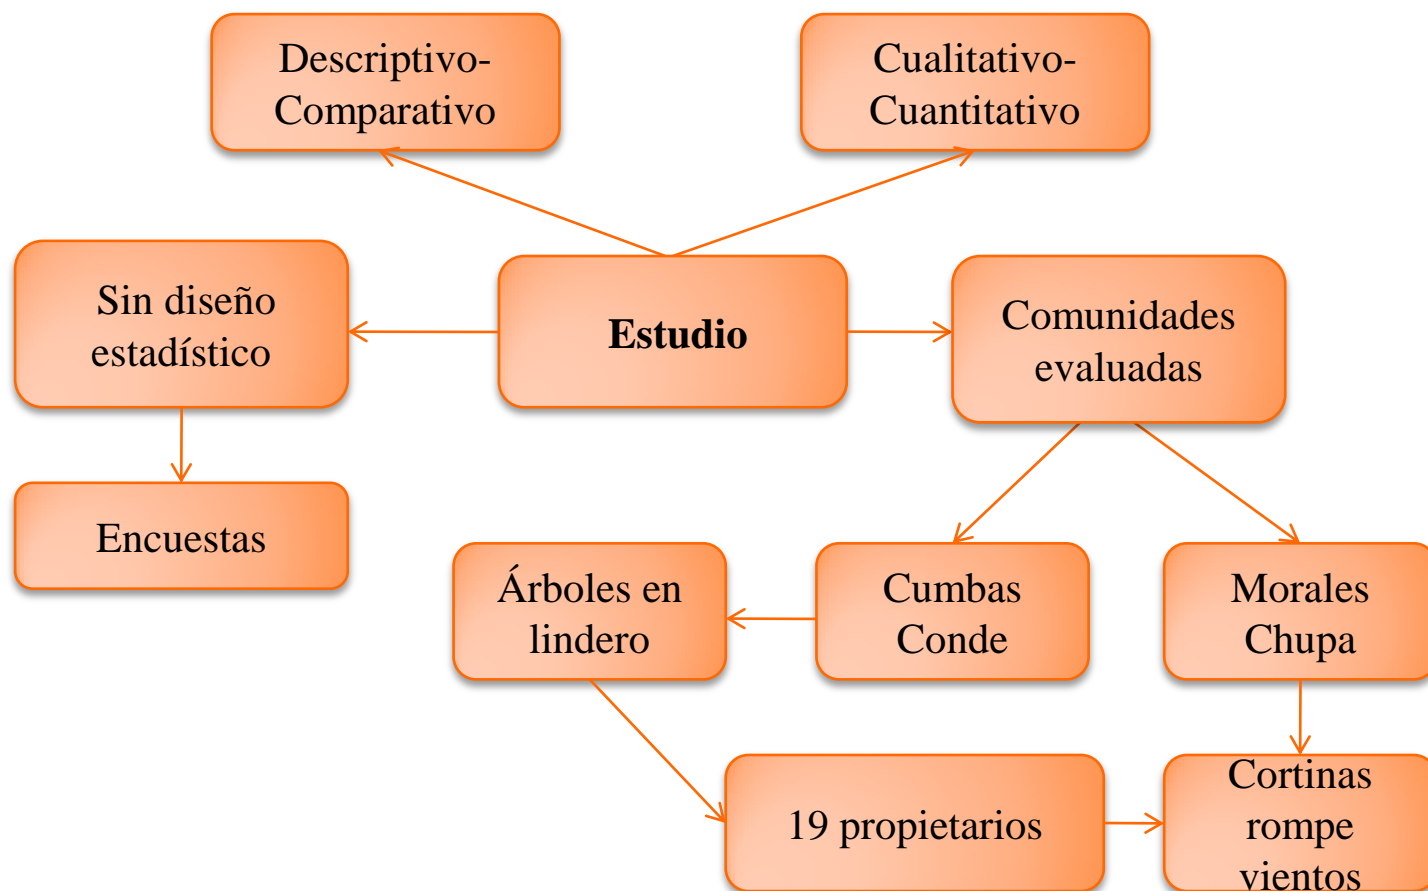 Descriptivo-
Comparativo
Cualitativo-
Cuantitativo
Sin diseño
estadístico
Estudio
Comunidades
evaluadas
Encuestas
Árboles en
lindero
Cumbas
Conde
Morales
Chupa
19 propietarios
Cortinas
rompe
vientos